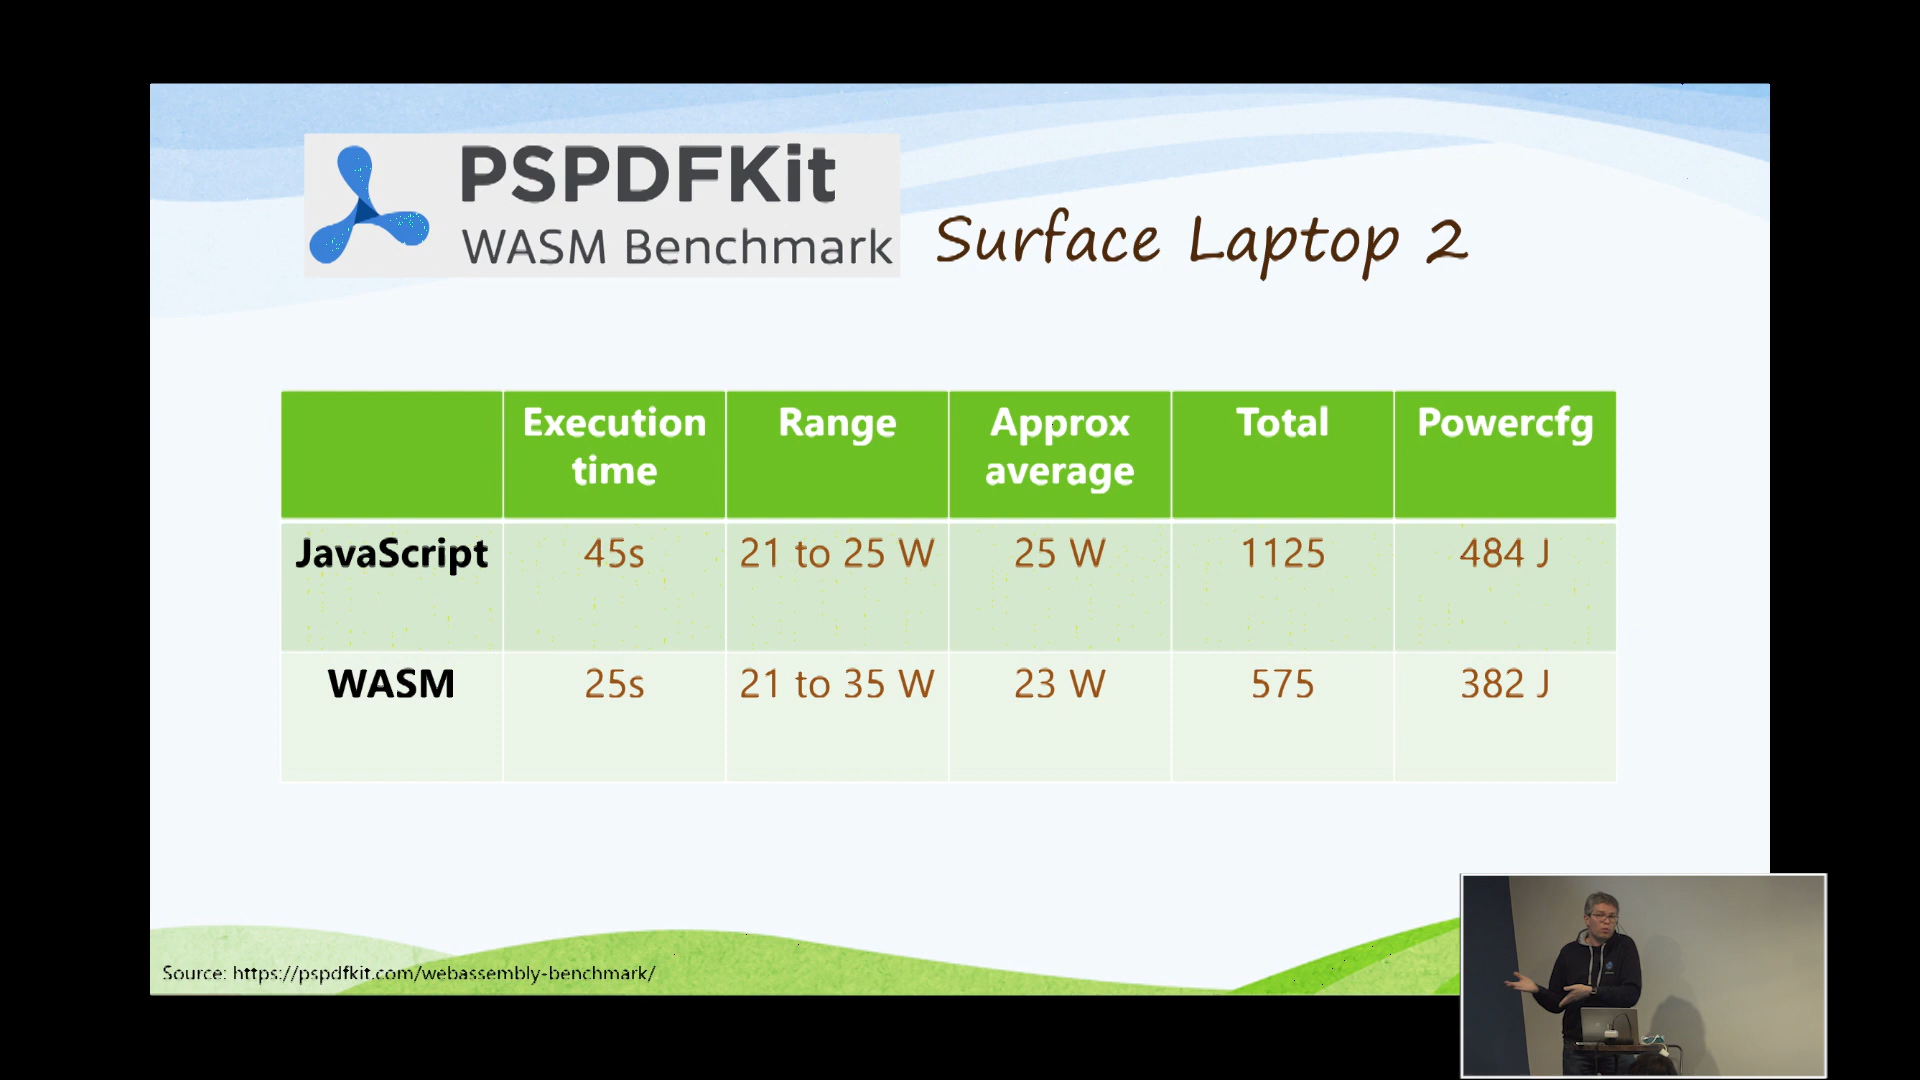 PSPDFKit
WASM Benchmark
Surface Laptop 2
Execution time Range Approx average Total Powercfg
JavaScript 45s 21 to 25 W 25 W 1125 484 J
WASM 25s 21 to 35 W 23 W 575 382 J
Source: https://pspdfkit.com/webassembly-benchmark/